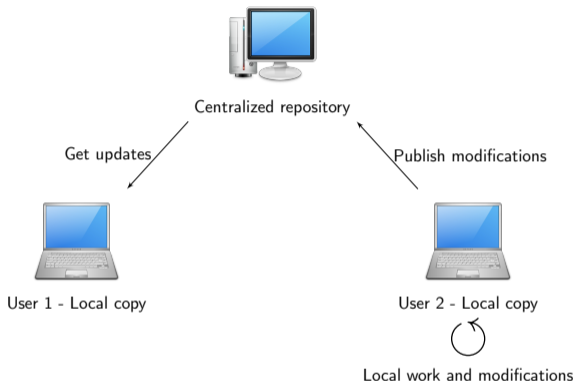 Centralized repository
Get updates
Publish modifications
User 1 - Local copy
User 2 - Local copy
Local work and modifications